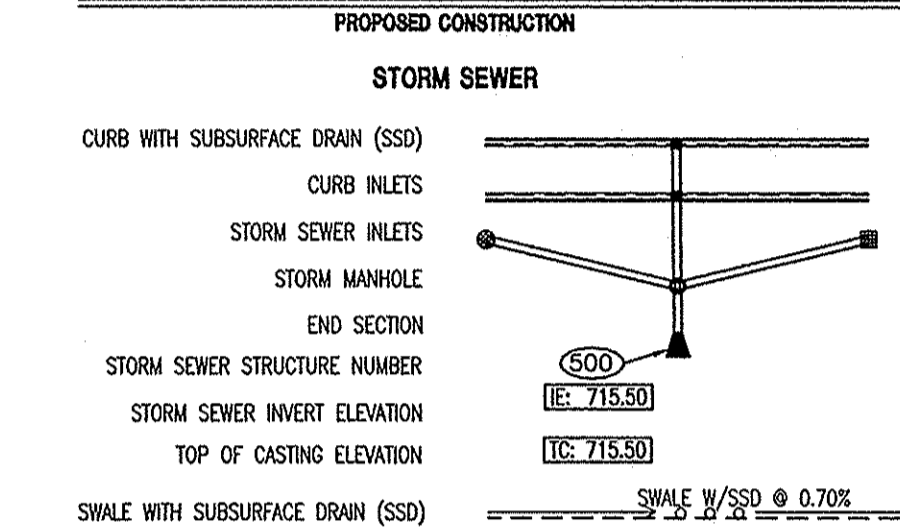 PROPOSED CONSTRUCTION
STORM SEWER
CURB WITH SUBSURFACE DRAIN (SSD)
CURB INLETS
STORM SEWER INLETS
STORM MANHOLE
END SECTION
STORM SEWER STRUCTURE NUMBER
500
STORM SEWER INVERT ELEVATION
IE: 715.50
TOP OF CASTING ELEVATION
TC: 715.50
SWALE WITH SUBSURFACE DRAIN (SSD)
SWALE W/SSD @ 0.70%